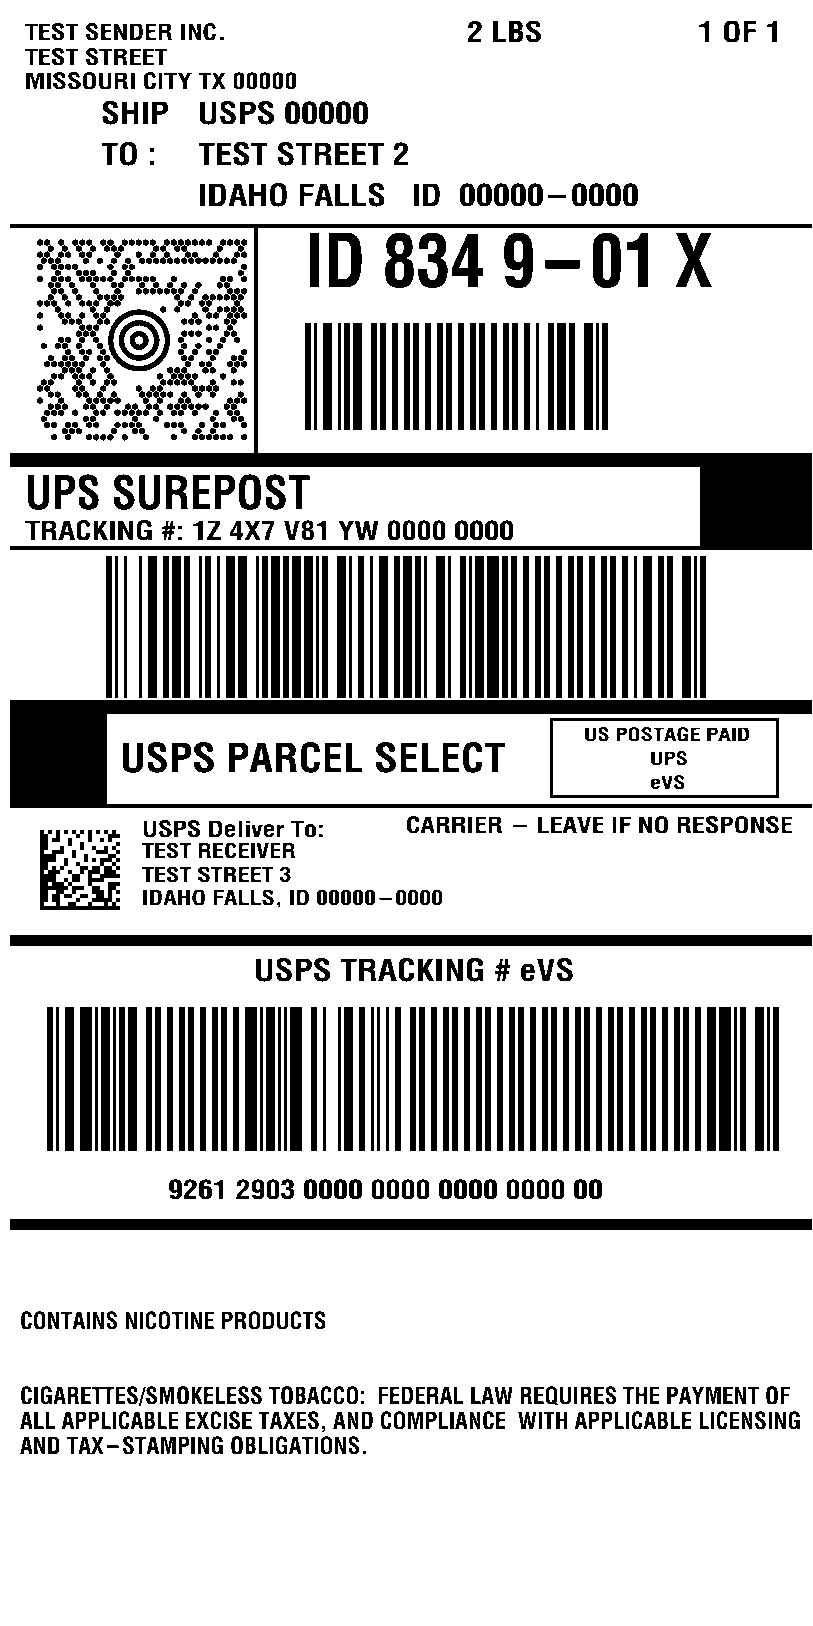 TEST SENDER INC.
TEST STREET
MISSOURI CITY TX 00000
2 LBS
1 OF 1
SHIP USPS 00000
TO : TEST STREET 2
IDAHO FALLS ID 00000–0000
ID 834 9–01 X
UPS SUREPOST
TRACKING #: 1Z 4X7 V81 YW 0000 0000
USPS PARCEL SELECT
US POSTAGE PAID
UPS
eVS
CARRIER – LEAVE IF NO RESPONSE
USPS Deliver To:
TEST RECEIVER
TEST STREET 3
IDAHO FALLS, ID 00000–0000
USPS TRACKING # eVS
9261 2903 0000 0000 0000 0000 00
CONTAINS NICOTINE PRODUCTS
CIGARETTES/SMOKELESS TOBACCO: FEDERAL LAW REQUIRES THE PAYMENT OF
ALL APPLICABLE EXCISE TAXES, AND COMPLIANCE WITH APPLICABLE LICENSING
AND TAX–STAMPING OBLIGATIONS.